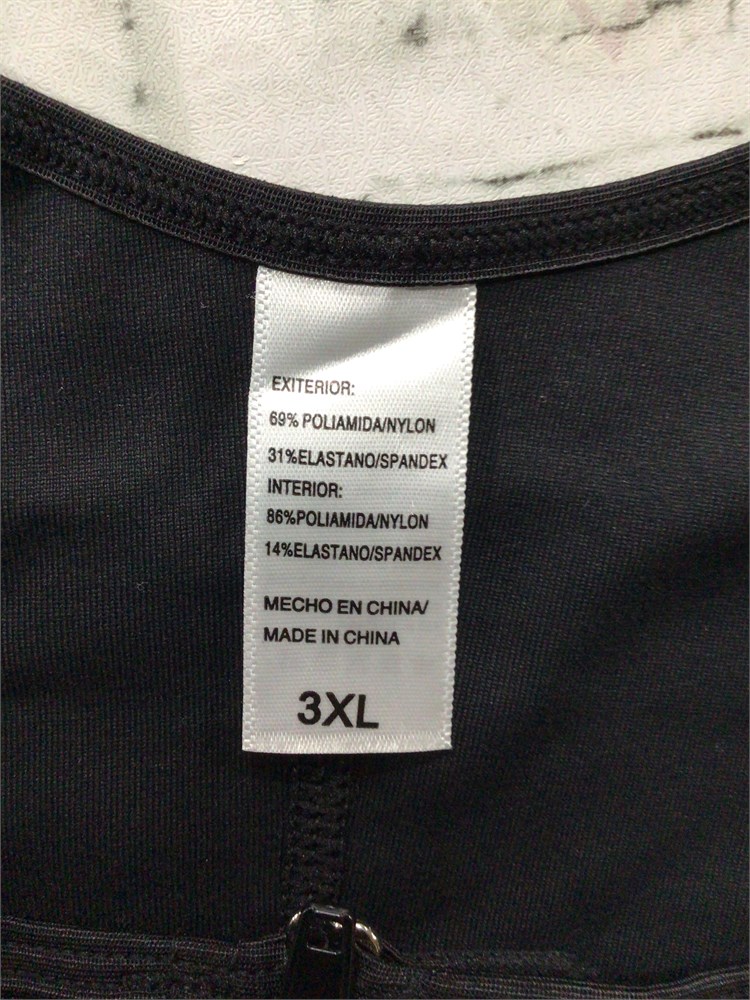 EXITERIOR:
69% POLIAMIDA/NYLON
31%ELASTANO/SPANDEX
INTERIOR:
86%POLIAMIDA/NYLON
14%ELASTANO/SPANDEX
MECHO EN CHINA/
MADE IN CHINA
3XL